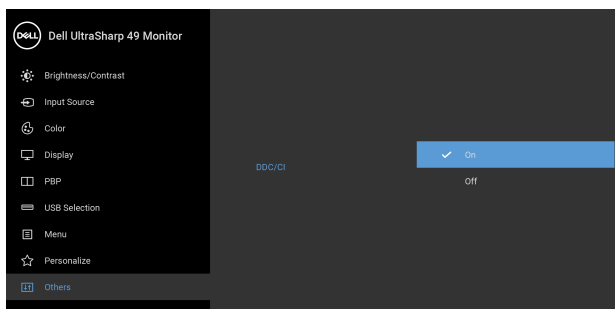 DELL
Dell UltraSharp 49 Monitor
Brightness/Contrast
Input Source
Color
Display
PBP
USB Selection
Menu
Personalize
Others
DDC/CI
On
Off